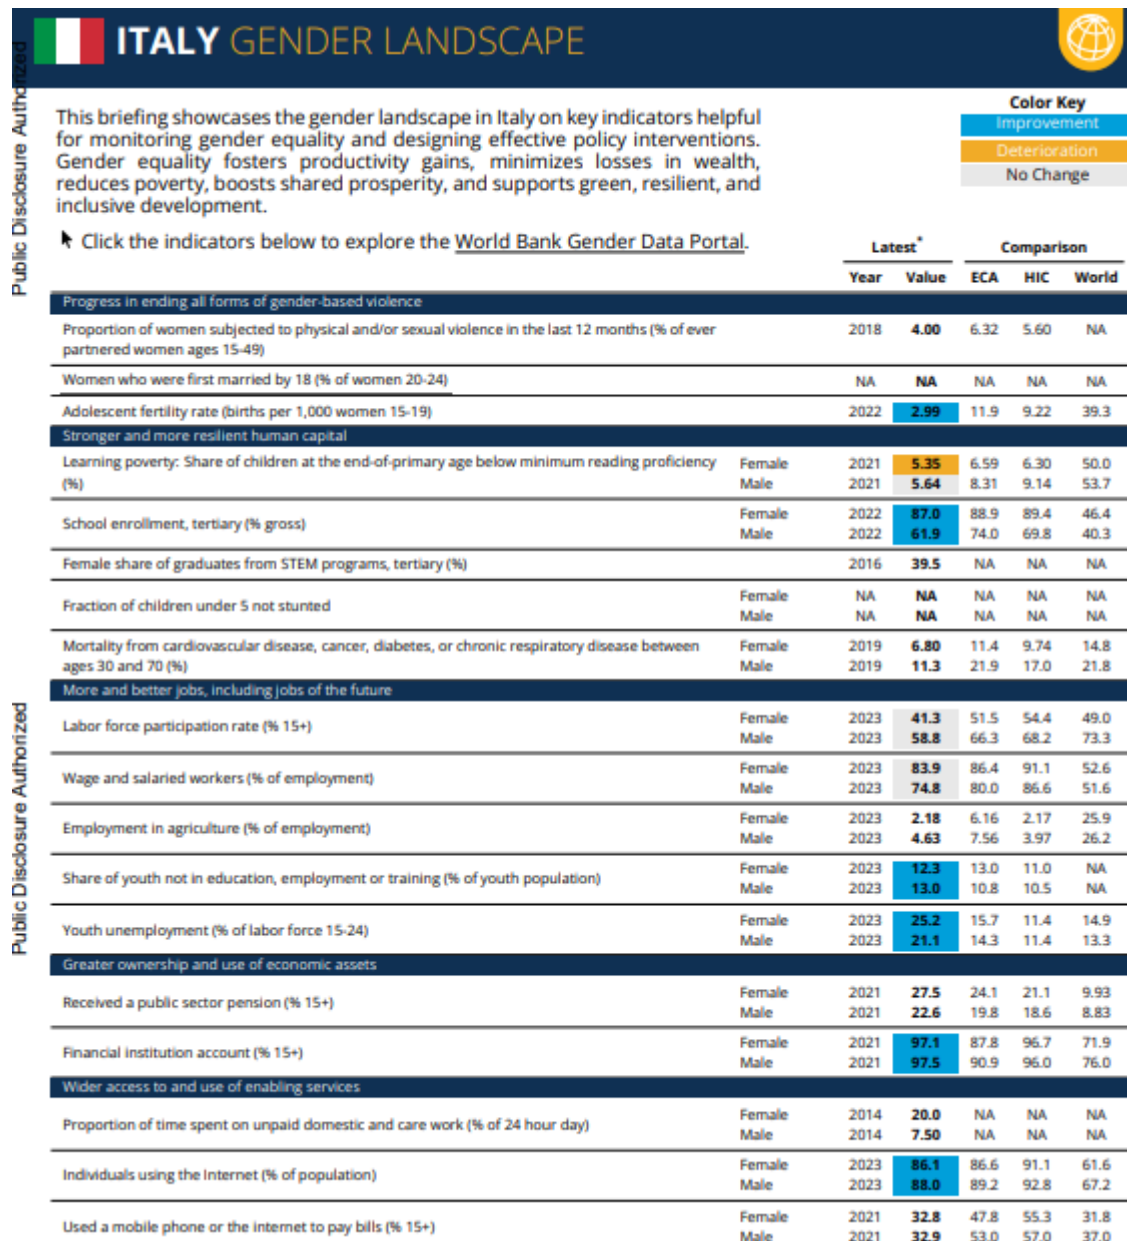 ITALY GENDER LANDSCAPE
Public Disclosure Authorized
This briefing showcases the gender landscape in Italy on key indicators helpful
for monitoring gender equality and designing effective policy interventions.
Gender equality fosters productivity gains, minimizes losses in wealth,
reduces poverty, boosts shared prosperity, and supports green, resilient, and
inclusive development.
Color Key
Improvement
Deterioration
No Change
Click the indicators below to explore the World Bank Gender Data Portal.
Latest* Comparison
Year Value ECA HIC World
Progress in ending all forms of gender-based violence
Proportion of women subjected to physical and/or sexual violence in the last 12 months (% of ever 2018 4.00 6.32 5.60 NA
partnered women ages 15-49)
Women who were first married by 18 (% of women 20-24) NA NA NA NA NA
Adolescent fertility rate (births per 1,000 women 15-19) 2022 2.99 11.9 9.22 39.3
Stronger and more resilient human capital
Learning poverty: Share of children at the end-of-primary age below minimum reading proficiency Female 2021 5.35 6.59 6.30 50.0
(%) Male 2021 5.64 8.31 9.14 53.7
School enrollment, tertiary (% gross) Female 2022 87.0 88.9 89.4 46.4
Male 2022 61.9 74.0 69.8 40.3
Female share of graduates from STEM programs, tertiary (%) 2016 39.5 NA NA NA
Fraction of children under 5 not stunted Female NA NA NA NA NA
Male NA NA NA NA NA
Mortality from cardiovascular disease, cancer, diabetes, or chronic respiratory disease between Female 2019 6.80 11.4 9.74 14.8
ages 30 and 70 (%) Male 2019 11.3 21.9 17.0 21.8
More and better jobs, including jobs of the future
Public Disclosure Authorized
Labor force participation rate (% 15+) Female 2023 41.3 51.5 54.4 49.0
Male 2023 58.8 66.3 68.2 73.3
Wage and salaried workers (% of employment) Female 2023 83.9 86.4 91.1 52.6
Male 2023 74.8 80.0 86.6 51.6
Employment in agriculture (% of employment) Female 2023 2.18 6.16 2.17 25.9
Male 2023 4.63 7.56 3.97 26.2
Share of youth not in education, employment or training (% of youth population) Female 2023 12.3 13.0 11.0 NA
Male 2023 13.0 10.8 10.5 NA
Youth unemployment (% of labor force 15-24) Female 2023 25.2 15.7 11.4 14.9
Male 2023 21.1 14.3 11.4 13.3
Greater ownership and use of economic assets
Received a public sector pension (% 15+) Female 2021 27.5 24.1 21.1 9.93
Male 2021 22.6 19.8 18.6 8.83
Financial institution account (% 15+) Female 2021 97.1 87.8 96.7 71.9
Male 2021 97.5 90.9 96.0 76.0
Wider access to and use of enabling services
Proportion of time spent on unpaid domestic and care work (% of 24 hour day) Female 2014 20.0 NA NA NA
Male 2014 7.50 NA NA NA
Individuals using the Internet (% of population) Female 2023 86.1 86.6 91.1 61.6
Male 2023 88.0 89.2 92.8 67.2
Used a mobile phone or the internet to pay bills (% 15+) Female 2021 32.8 47.8 55.3 31.8
Male 2021 32.9 53.0 57.0 37.0